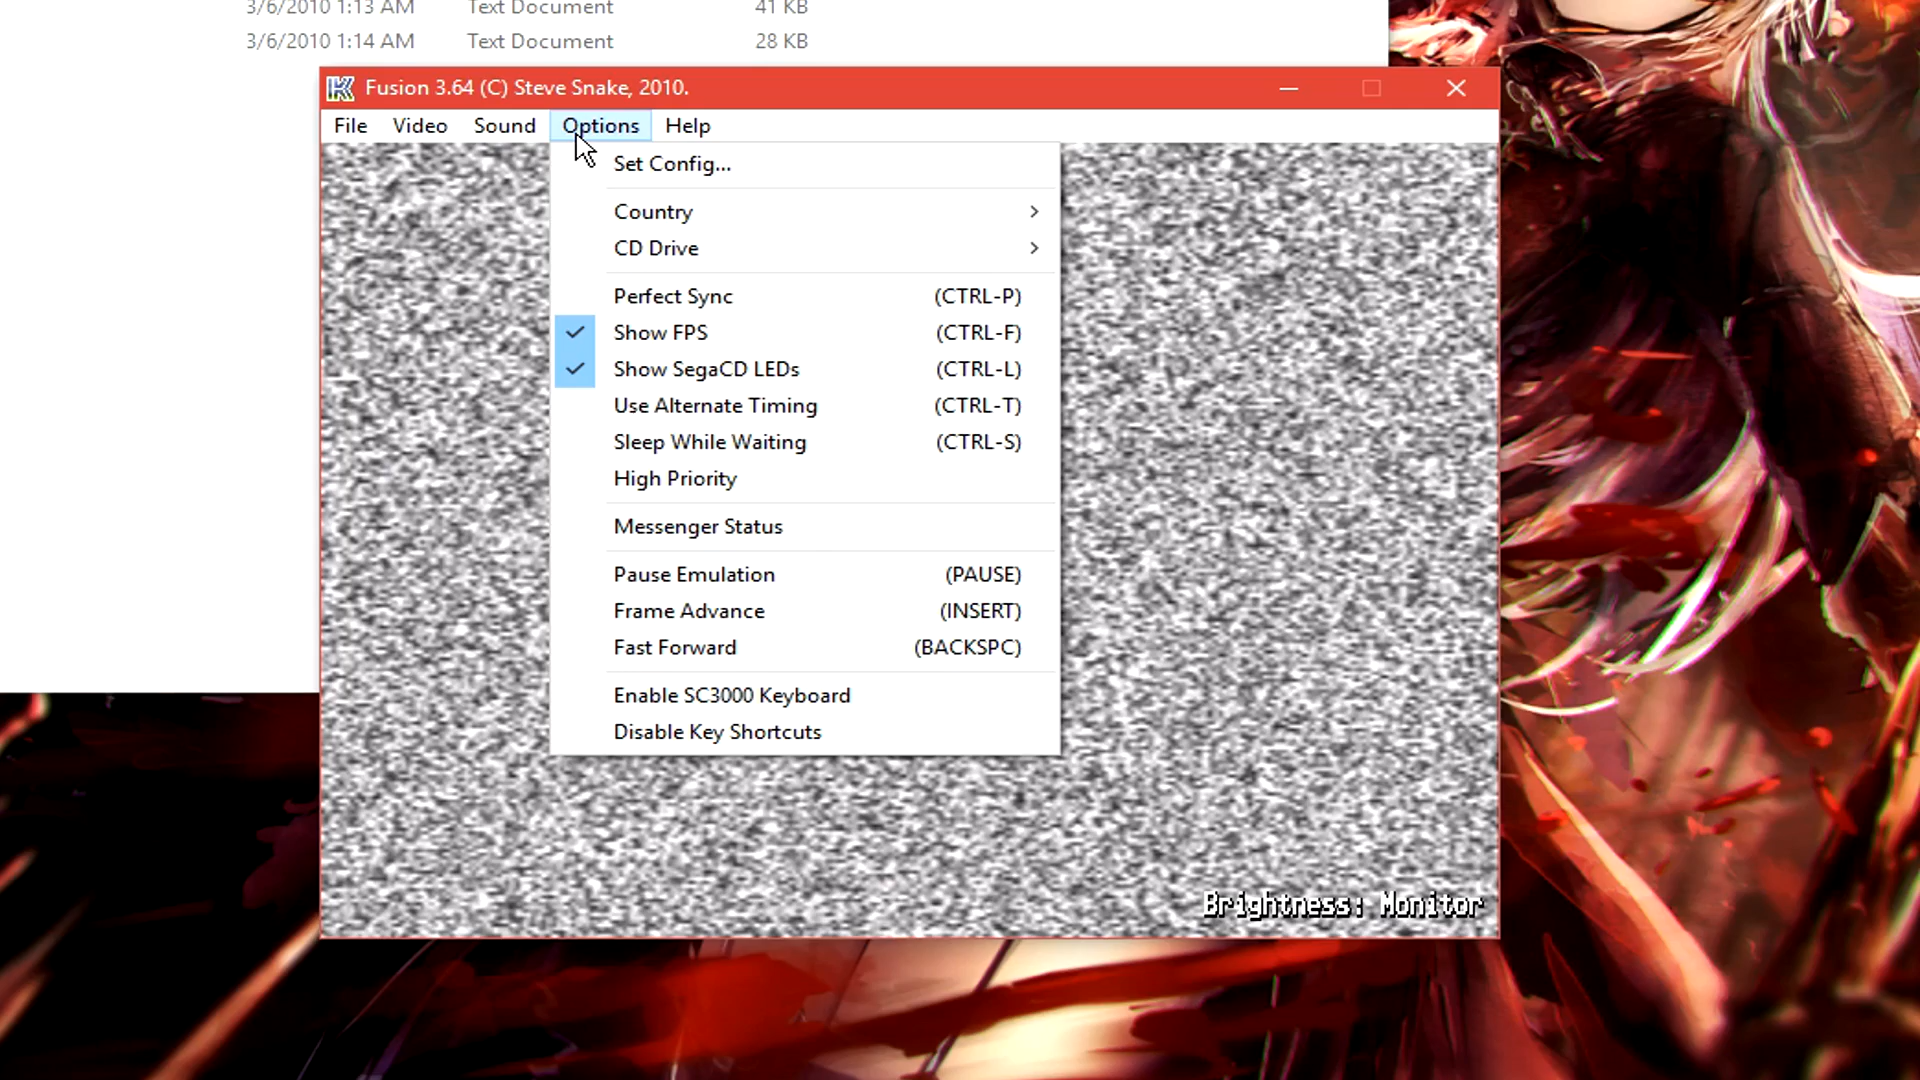 3/6/2010 1:13 AM Text Document 41 KB
3/6/2010 1:14 AM Text Document 28 KB
Fusion 3.64 (C) Steve Snake, 2010.
File Video Sound Options Help
Set Config...
Country
CD Drive
Perfect Sync (CTRL-P)
Show FPS (CTRL-F)
Show SegaCD LEDs (CTRL-L)
Use Alternate Timing (CTRL-T)
Sleep While Waiting (CTRL-S)
High Priority
Messenger Status
Pause Emulation (PAUSE)
Frame Advance (INSERT)
Fast Forward (BACKSPC)
Enable SC3000 Keyboard
Disable Key Shortcuts
Brightness: Monitor